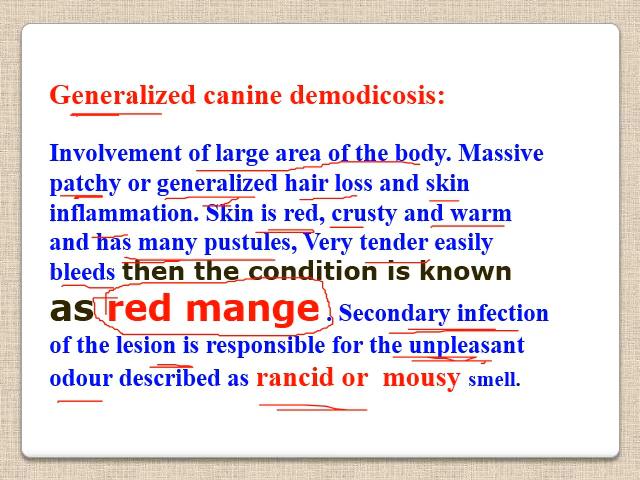 Generalized canine demodicosis:
Involvement of large area of the body. Massive
patchy or generalized hair loss and skin
inflammation. Skin is red, crusty and warm
and has many pustules, Very tender easily
bleeds then the condition is known
as red mange . Secondary infection
of the lesion is responsible for the unpleasant
odour described as rancid or mousy smell.